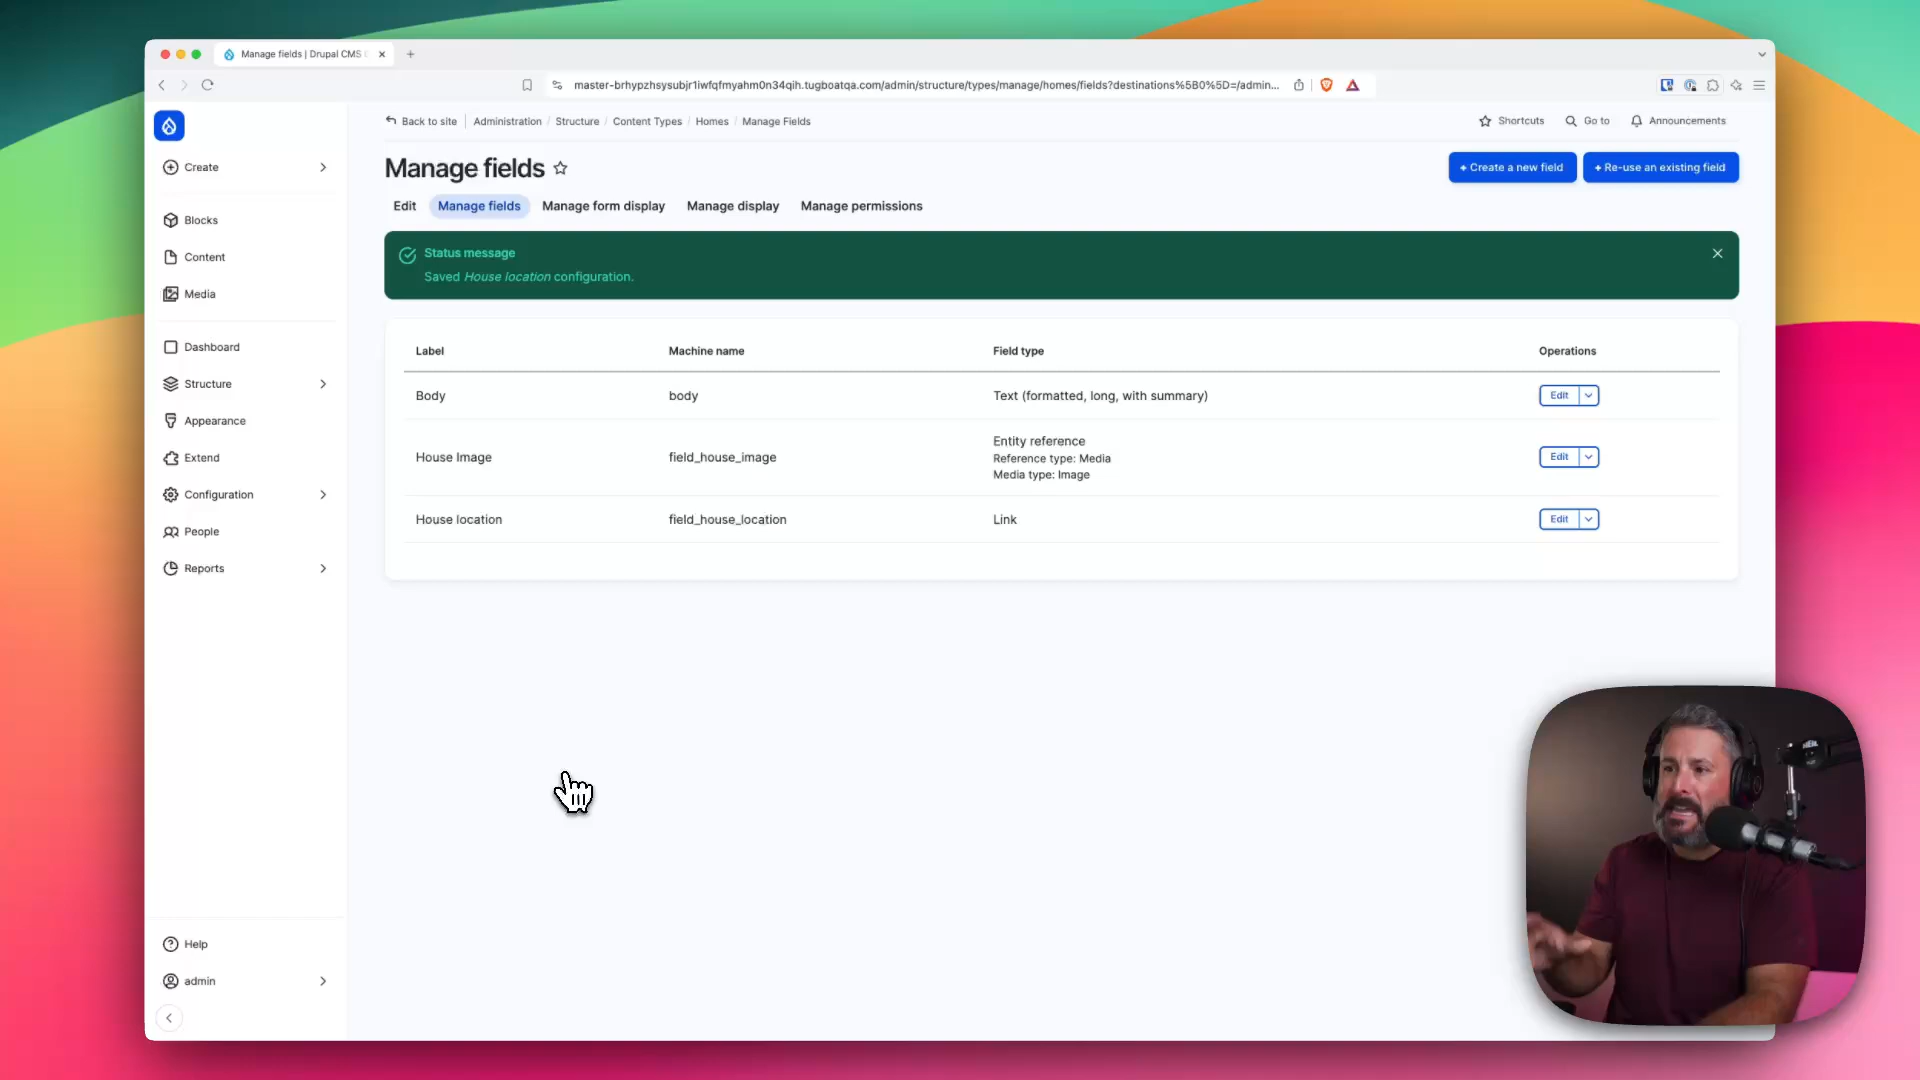 Manage fields | Drupal CMS
master-brhypzhsysubjr1iwfqfmyahm0n34qih.tugboatqa.com/admin/structure/types/manage/homes/fields?destinations%5B0%5D=/admin...
Back to site Administration / Structure / Content Types / Homes / Manage Fields
Shortcuts Go to Announcements
Create
Blocks
Content
Media
Dashboard
Structure
Appearance
Extend
Configuration
People
Reports
Help
admin
Manage fields
+ Create a new field + Re-use an existing field
Edit Manage fields Manage form display Manage display Manage permissions
Status message
Saved House location configuration.
Label Machine name Field type Operations
Body body Text (formatted, long, with summary) Edit
House Image field_house_image Entity reference
Reference type: Media
Media type: Image
Edit
House location field_house_location Link Edit